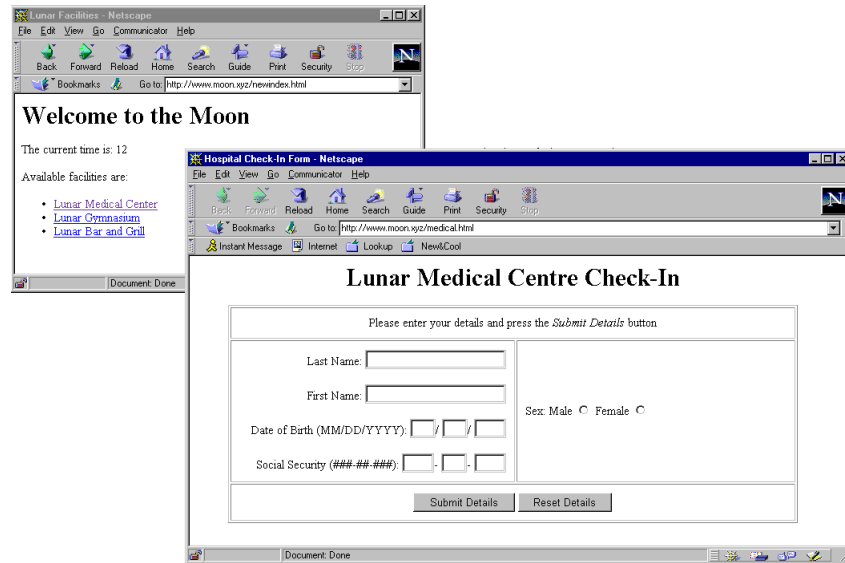 Lunar Facilities - Netscape
File Edit View Go Communicator Help
Back Forward Reload Home Search Guide Print Security Stop
Bookmarks Go to: http://www.moon.xyz/newindex.html
Welcome to the Moon
The current time is: 12
Available facilities are:
• Lunar Medical Center
• Lunar Gymnasium
• Lunar Bar and Grill
Document: Done
Hospital Check-In Form - Netscape
File Edit View Go Communicator Help
Back Forward Reload Home Search Guide Print Security Stop
Bookmarks Go to: http://www.moon.xyz/medical.html
Instant Message Internet Lookup New&Cool
Lunar Medical Centre Check-In
Please enter your details and press the Submit Details button
Last Name:
First Name:
Date of Birth (MM/DD/YYYY): / /
Social Security (###-##-###): - -
Sex: Male Female
Submit Details Reset Details
Document: Done